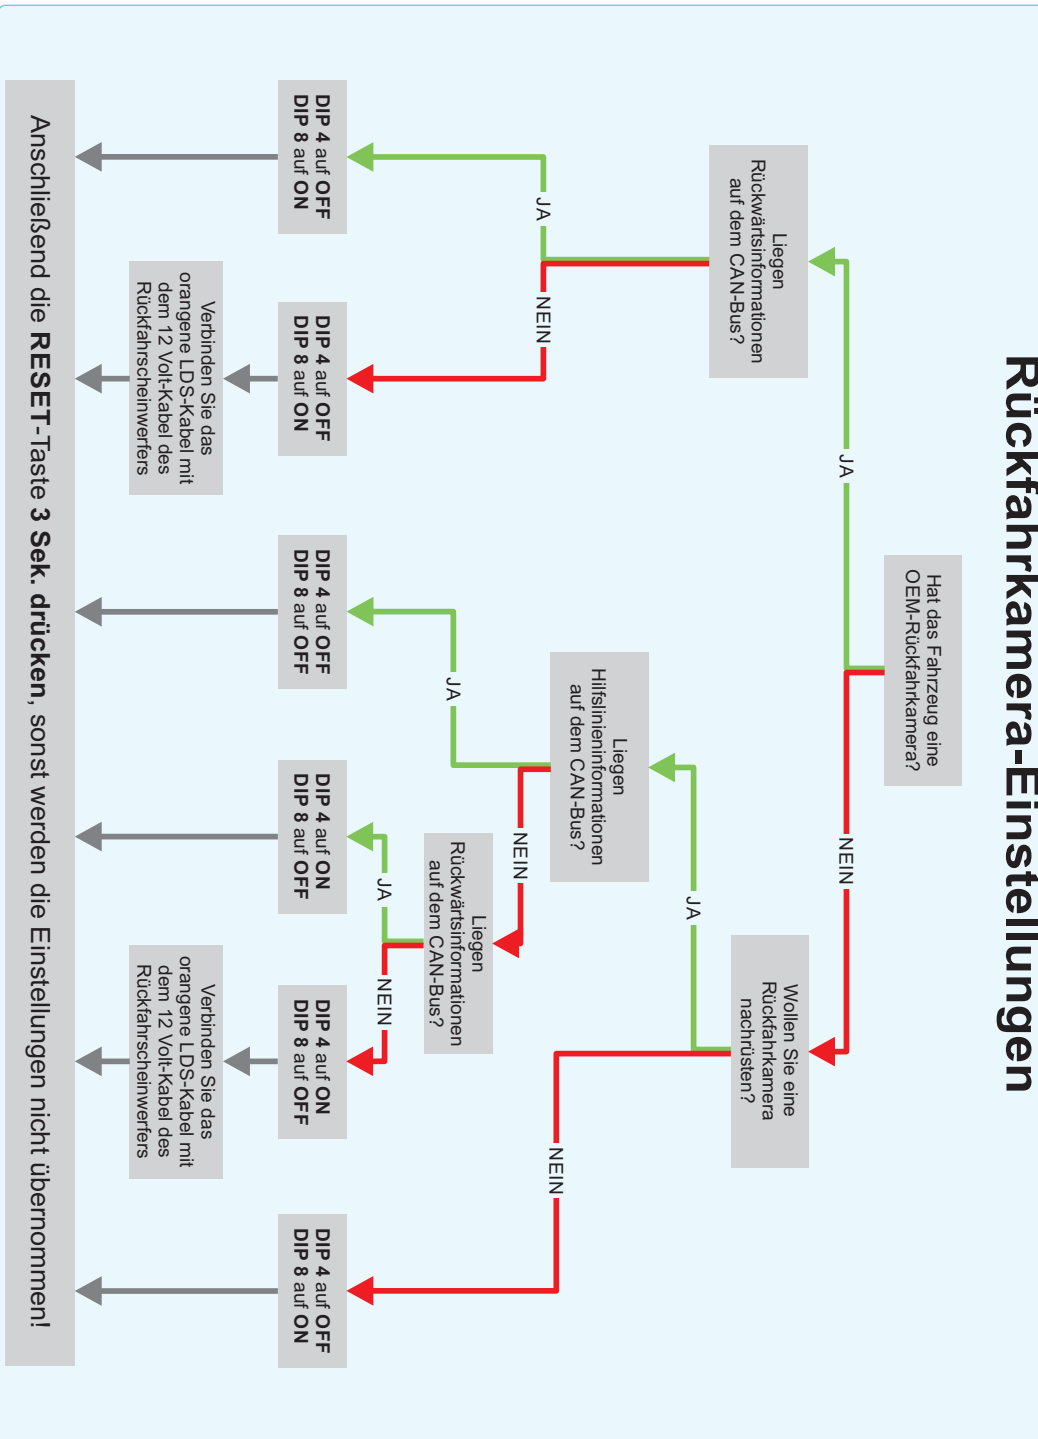 Rückfahrkamera-Einstellungen
Hat das Fahrzeug eine
OEM-Rückfahrkamera?
JA
NEIN
Liegen
Rückwärtsinformationen
auf dem CAN-Bus?
Wollen Sie eine
Rückfahrkamera
nachrüsten?
JA
NEIN
JA
NEIN
Liegen
Hilfslinieninformationen
auf dem CAN-Bus?
JA
NEIN
Liegen
Rückwärtsinformationen
auf dem CAN-Bus?
JA
NEIN
DIP 4 auf OFF
DIP 8 auf ON
DIP 4 auf OFF
DIP 8 auf ON
DIP 4 auf OFF
DIP 8 auf OFF
DIP 4 auf ON
DIP 8 auf OFF
DIP 4 auf ON
DIP 8 auf OFF
DIP 4 auf OFF
DIP 8 auf ON
Verbinden Sie das
orangene LDS-Kabel mit
dem 12 Volt-Kabel des
Rückfahrscheinwerfers
Verbinden Sie das
orangene LDS-Kabel mit
dem 12 Volt-Kabel des
Rückfahrscheinwerfers
Anschließend die RESET-Taste 3 Sek. drücken, sonst werden die Einstellungen nicht übernommen!